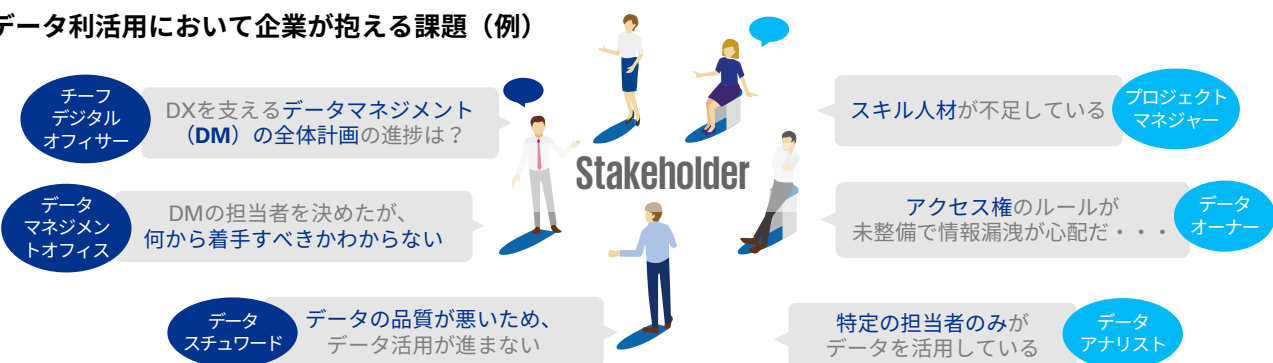 データ利活用において企業が抱える課題（例）
チーフ
デジタル
オフィサー
DXを支えるデータマネジメント
（DM）の全体計画の進捗は？
データ
マネジメン
トオフィス
DMの担当者を決めたが、
何から着手すべきかわからない
データ
スチュワード
データの品質が悪いため、
データ活用が進まない
Stakeholder
スキル人材が不足している
プロジェクト
マネジャー
アクセス権のルールが
未整備で情報漏洩が心配だ・・・
データ
オーナー
特定の担当者のみが
データを活用している
データ
アナリスト